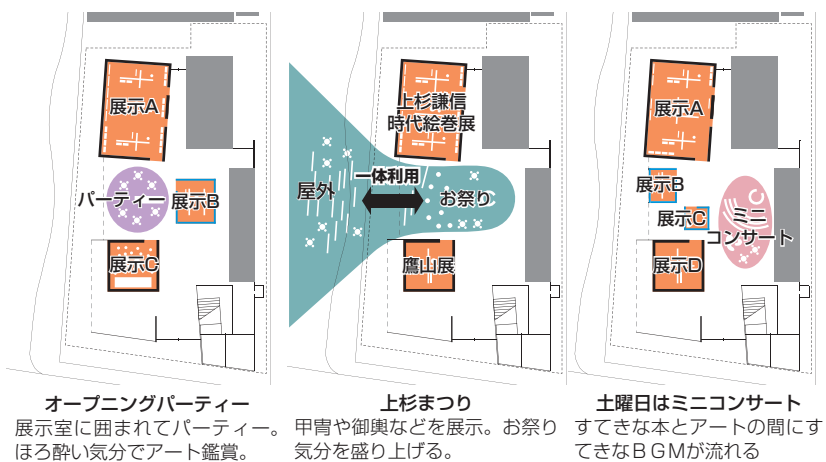 展示A
パーティー
展示B
展示C
オープニングパーティー
展示室に囲まれてパーティー。
ほろ酔い気分でアート鑑賞。
上杉謙信
時代絵巻展
屋外
一体利用
お祭り
鷹山展
上杉まつり
甲冑や御輿などを展示。お祭り
気分を盛り上げる。
展示A
展示B
展示C
ミニ
コンサート
展示D
土曜日はミニコンサート
すてきな本とアートの間にす
てきなBGMが流れる